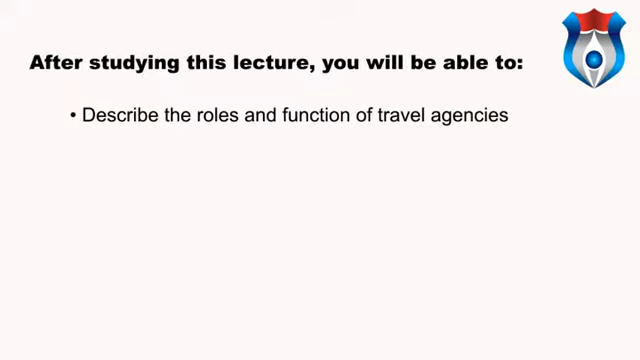 After studying this lecture, you will be able to:
• Describe the roles and function of travel agencies